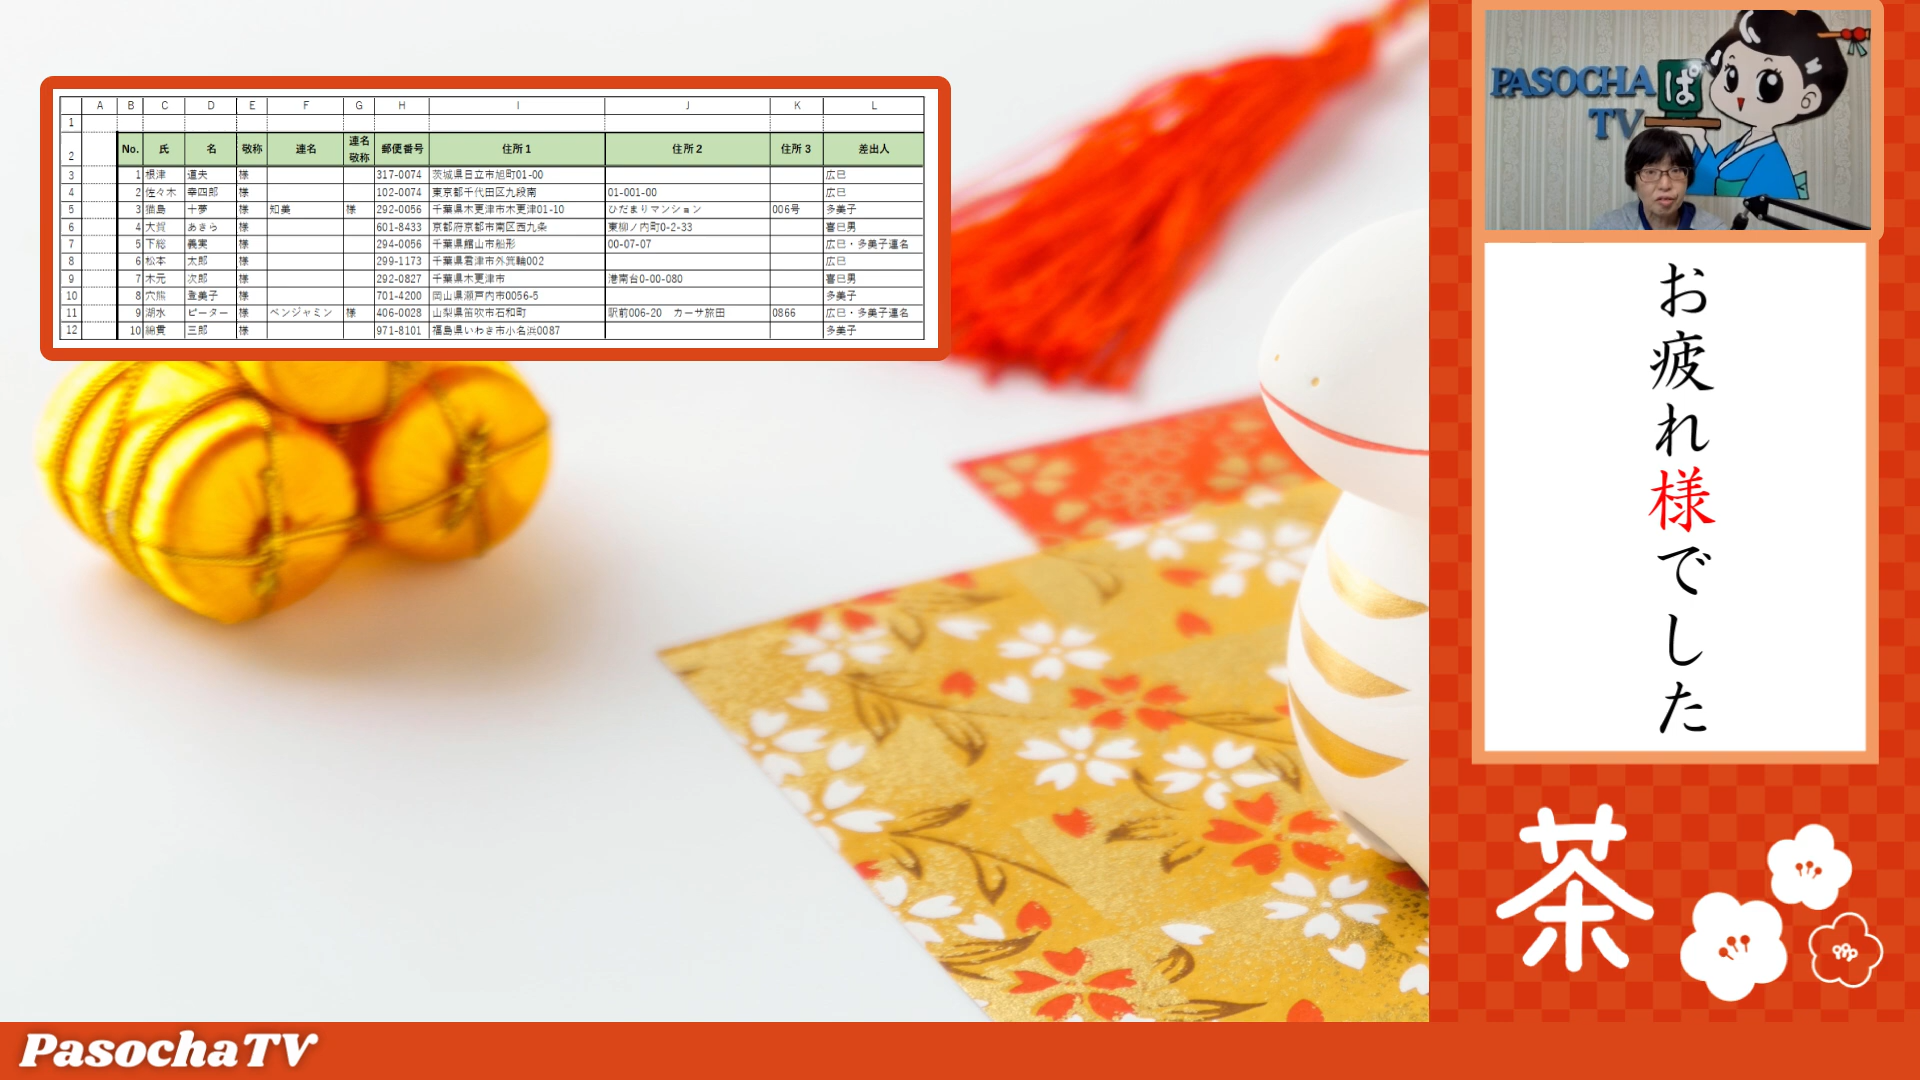 A B C D E F G H I J K L
1
2 No. 氏 名 敬称 連名 連名敬称 郵便番号 住所1 住所2 住所3 差出人
3 1 根津 道夫 様 317-0074 茨城県日立市旭町01-00 広巳
4 2 佐々木 幸四郎 様 102-0074 東京都千代田区九段南 01-001-00 広巳
5 3 猫島 十夢 様 知美 様 292-0056 千葉県木更津市木更津01-10 ひだまりマンション 006号 多美子
6 4 大賀 あきら 様 601-8433 京都府京都市南区西九条 東柳ノ内町0-2-33 喜巳男
7 5 下総 義実 様 294-0056 千葉県館山市船形 00-07-07 広巳・多美子連名
8 6 松本 太郎 様 299-1173 千葉県君津市外箕輪002 広巳
9 7 木元 次郎 様 292-0827 千葉県木更津市 港南台0-00-080 喜巳男
10 8 穴熊 登美子 様 701-4200 岡山県瀬戸内市0056-5 多美子
11 9 湖水 ピーター 様 ベンジャミン 様 406-0028 山梨県笛吹市石和町 駅前006-20 カーサ旅田 0866 広巳・多美子連名
12 10 綿貫 三郎 様 971-8101 福島県いわき市小名浜0087 多美子
PASOCHA ぱ
TV
お疲れ様でした
茶
PasochaTV